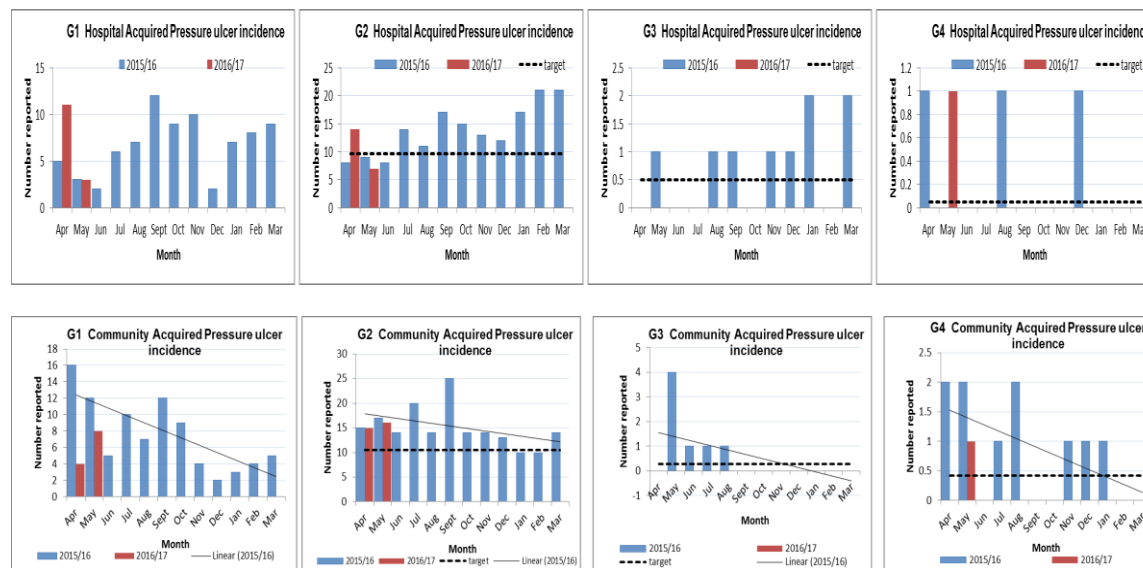 G1 Hospital Acquired Pressure ulcer incidence
2015/16 2016/17
15
10
5
0
Number reported
Apr May Jun Jul Aug Sept Oct Nov Dec Jan Feb Mar
Month
G2 Hospital Acquired Pressure ulcer incidence
2015/16 2016/17 target
25
20
15
10
5
0
Number reported
Apr May Jun Jul Aug Sept Oct Nov Dec Jan Feb Mar
Month
G3 Hospital Acquired Pressure ulcer incidence
2015/16 2016/17 target
2.5
2
1.5
1
0.5
0
Number reported
Apr May Jun Jul Aug Sep Oct Nov Dec Jan Feb Mar
Month
G4 Hospital Acquired Pressure ulcer incidence
2015/16 2016/17 target
1.2
1
0.8
0.6
0.4
0.2
0
Number reported
Apr May Jun Jul Aug Sep Oct Nov Dec Jan Feb Mar
Month
G1 Community Acquired Pressure ulcer
incidence
18
16
14
12
10
8
6
4
2
0
Number reported
Apr May Jun Jul Aug Sept Oct Nov Dec Jan Feb Mar
Month
2015/16 2016/17 Linear (2015/16)
G2 Community Acquired Pressure ulcer
incidence
30
25
20
15
10
5
0
Number reported
Apr May Jun Jul Aug Sept Oct Nov Dec Jan Feb Mar
Month
2015/16 2016/17 target Linear (2015/16)
G3 Community Acquired Pressure ulcer
incidence
5
4
3
2
1
0
-1
Number reported
Apr May Jun Jul Aug Sep Oct Nov Dec Jan Feb Mar
Month
2015/16 2016/17
target Linear (2015/16)
G4 Community Acquired Pressure ulcer
incidence
2.5
2
1.5
1
0.5
0
Number reported
Apr May Jun Jul Aug Sep Oct Nov Dec Jan Feb Mar
Month
2015/16 2016/17